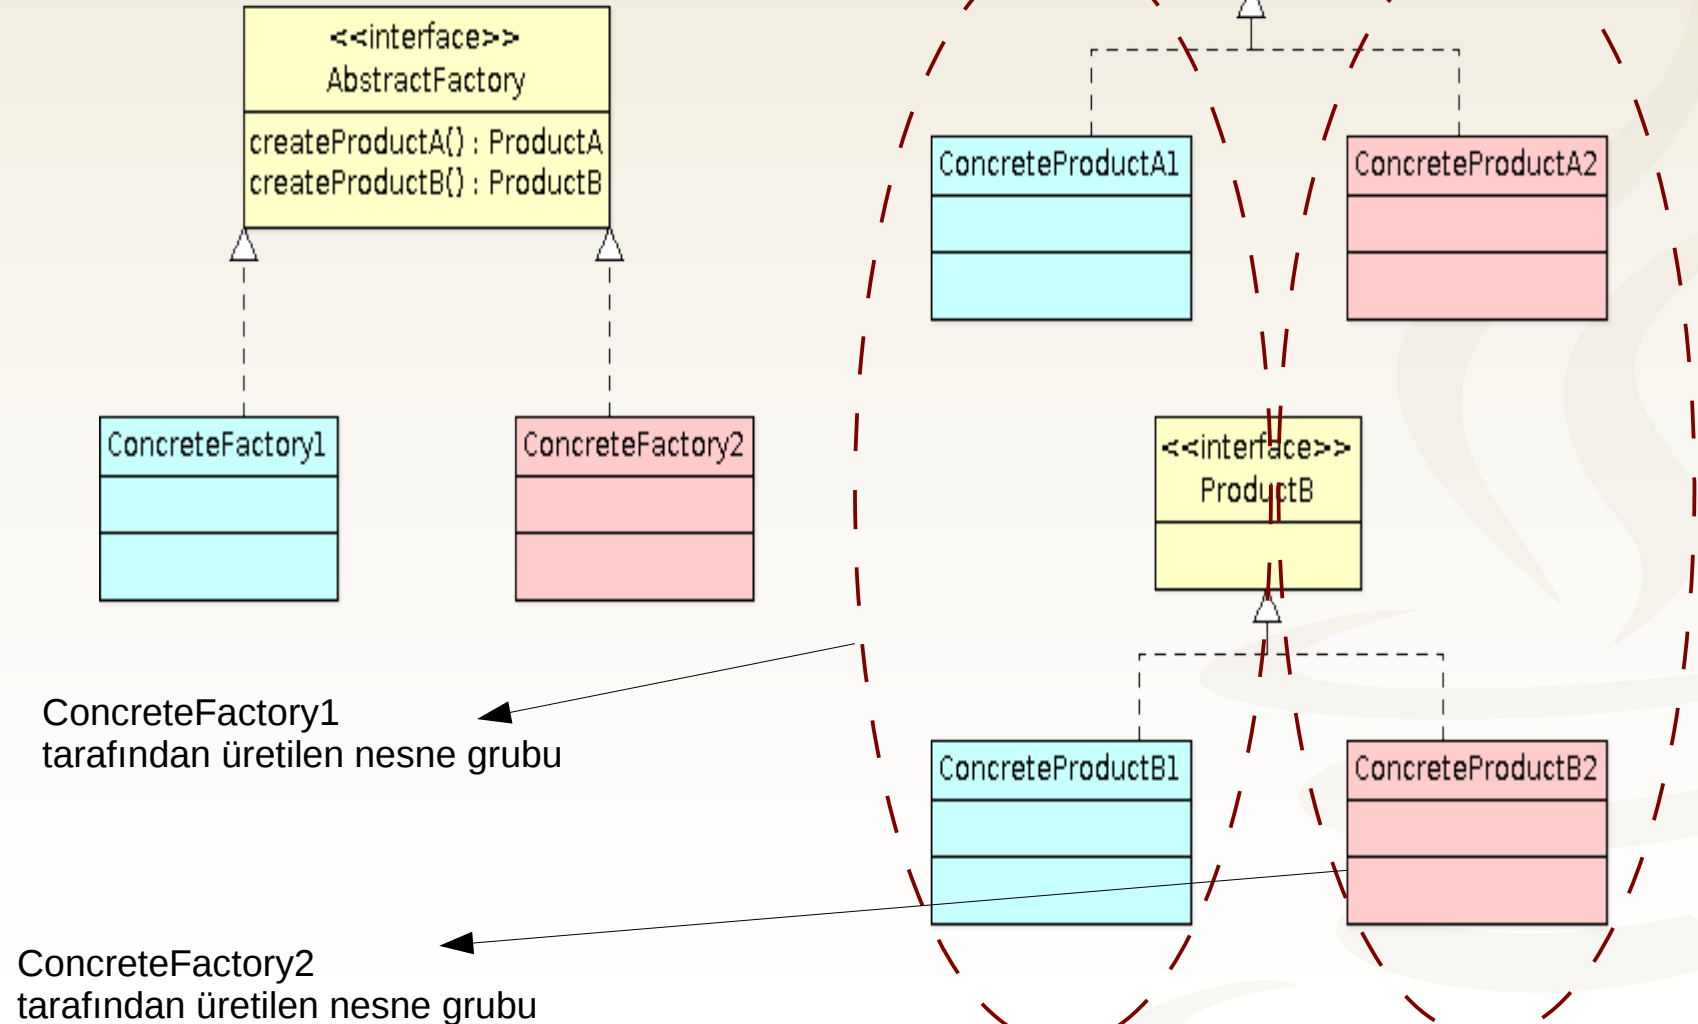 <<interface>>
AbstractFactory
createProductA() : ProductA
createProductB() : ProductB
ConcreteFactory1
ConcreteFactory2
ConcreteProductA1
ConcreteProductA2
<<interface>>
ProductB
ConcreteProductB1
ConcreteProductB2
ConcreteFactory1
tarafından üretilen nesne grubu
ConcreteFactory2
tarafından üretilen nesne grubu